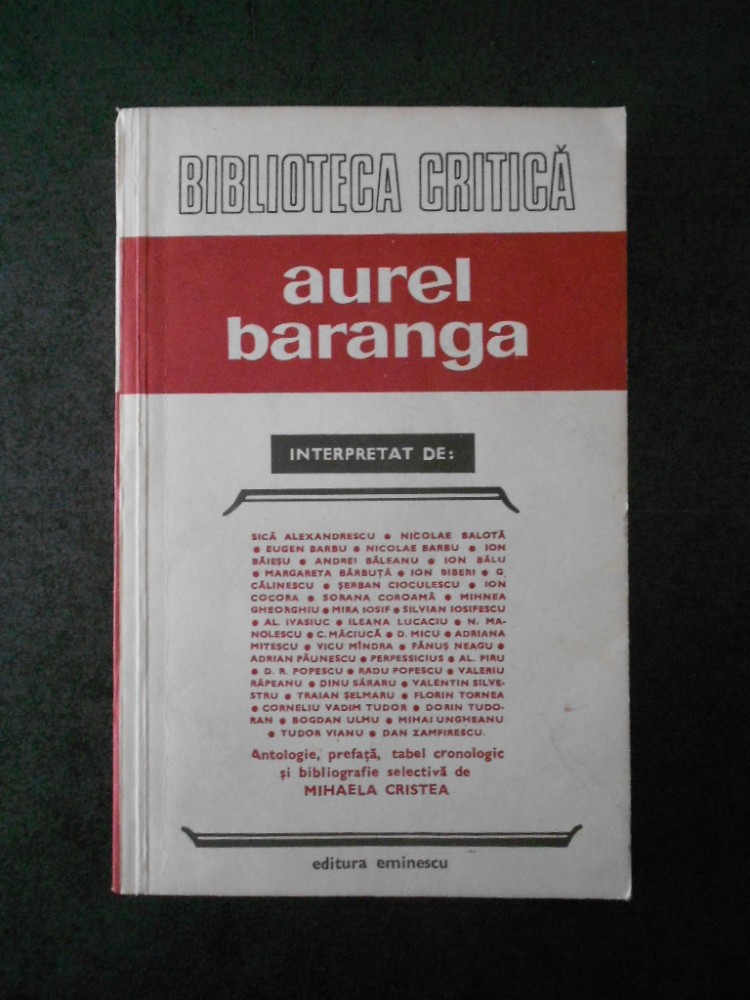 BIBLIOTECA CRITICĂ
aurel
baranga
INTERPRETAT DE:
SICĂ ALEXANDRESCU ● NICOLAE BALOTĂ
● EUGEN BARBU ● NICOLAE BARBU ● ION
BĂIEȘU ● ANDREI BĂLEANU ● ION BĂLU
● MARGARETA BĂRBUȚĂ ● ION BIBERI ● G.
CĂLINESCU ● ȘERBAN CIOCULESCU ● ION
COCORA ● SORANA COROAMĂ ● MIHNEA
GHEORGHIU ● MIRA IOSIF ● SILVIAN IOSIFESCU
● AL. IVASIUC ● ILEANA LUCACIU ● N. MA-
NOLESCU ● C. MĂCIUCĂ ● D. MICU ● ADRIANA
MITESCU ● VICU MÎNDRA ● FĂNUȘ NEAGU ●
ADRIAN PĂUNESCU ● PERPESSICIUS ● AL. PIRU
● D. R. POPESCU ● RADU POPESCU ● VALERIU
RÂPEANU ● DINU SĂRARU ● VALENTIN SILVE-
STRU ● TRAIAN ȘELMARU ● FLORIN TORNEA
● CORNELIU VADIM TUDOR ● DORIN TUDO-
RAN ● BOGDAN ULMU ● MIHAI UNGHEANU
● TUDOR VIANU ● DAN ZAMFIRESCU.
Antologie, prefață, tabel cronologic
și bibliografie selectivă de
MIHAELA CRISTEA
editura eminescu